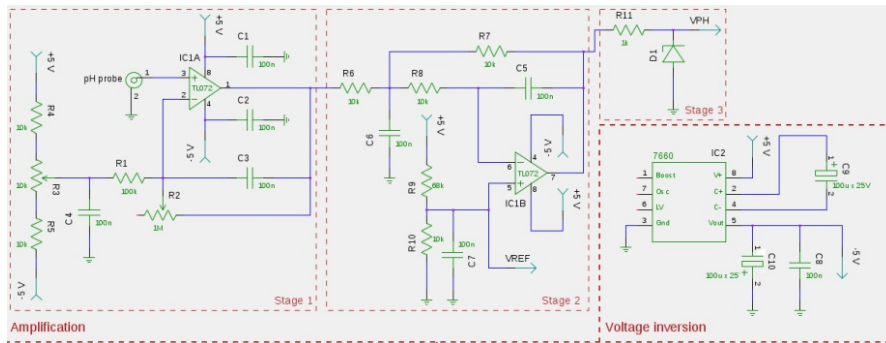 +5 V
C1
100n
IC1A
pH probe
1
2
3
2
8
4
1
TL072
+5 V
R4
10k
C2
100n
-5 V
R3
10k
R1
100k
C3
100n
R2
1M
C4
100n
R5
10k
-5 V
Stage 1
Amplification
R7
10k
R6
10k
R8
10k
C5
100n
C6
100n
+5 V
R9
68k
R10
10k
C7
100n
VREF
6
5
4
8
7
TL072
IC1B
-5 V
+5 V
Stage 2
R11
1k
VPH
D1
Stage 3
7660
IC2
+5 V
1 Boost
7 Osc
6 LV
3 Gnd
V+ 8
C+ 2
C- 4
Vout 5
1
C9
100u x 25V
2
-5 V
1
C10
100u x 25
2
C8
100n
Voltage inversion